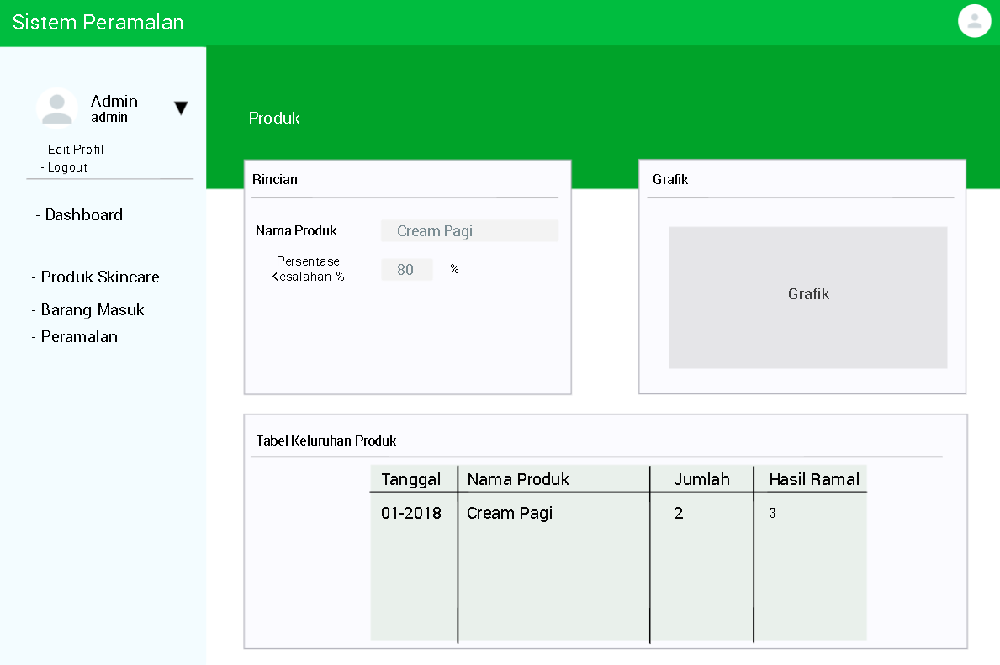 Sistem Peramalan
Admin
admin
- Edit Profil
- Logout
- Dashboard
- Produk Skincare
- Barang Masuk
- Peramalan
Produk
Rincian
Nama Produk Cream Pagi
Persentase
Kesalahan % 80 %
Grafik
Grafik
Tabel Keluruhan Produk
Tanggal Nama Produk Jumlah Hasil Ramal
01-2018 Cream Pagi 2 3